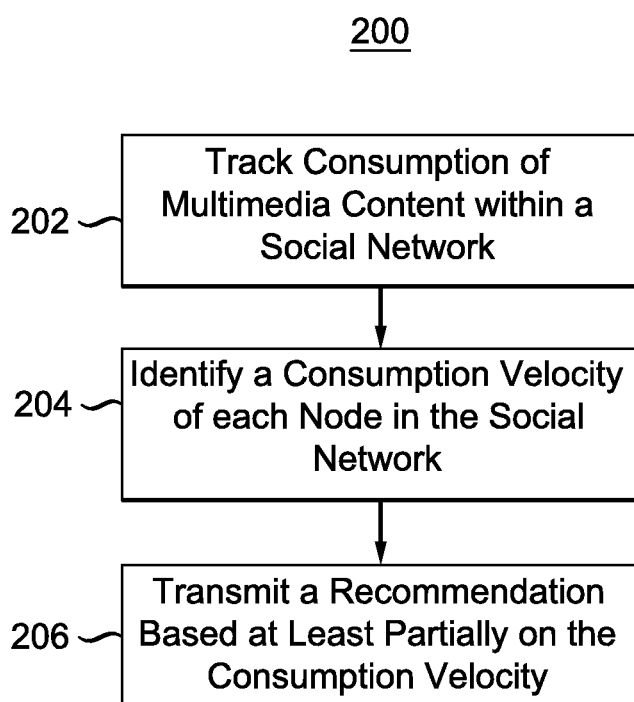 200
202
Track Consumption of
Multimedia Content within a
Social Network
204
Identify a Consumption Velocity
of each Node in the Social
Network
206
Transmit a Recommendation
Based at Least Partially on the
Consumption Velocity